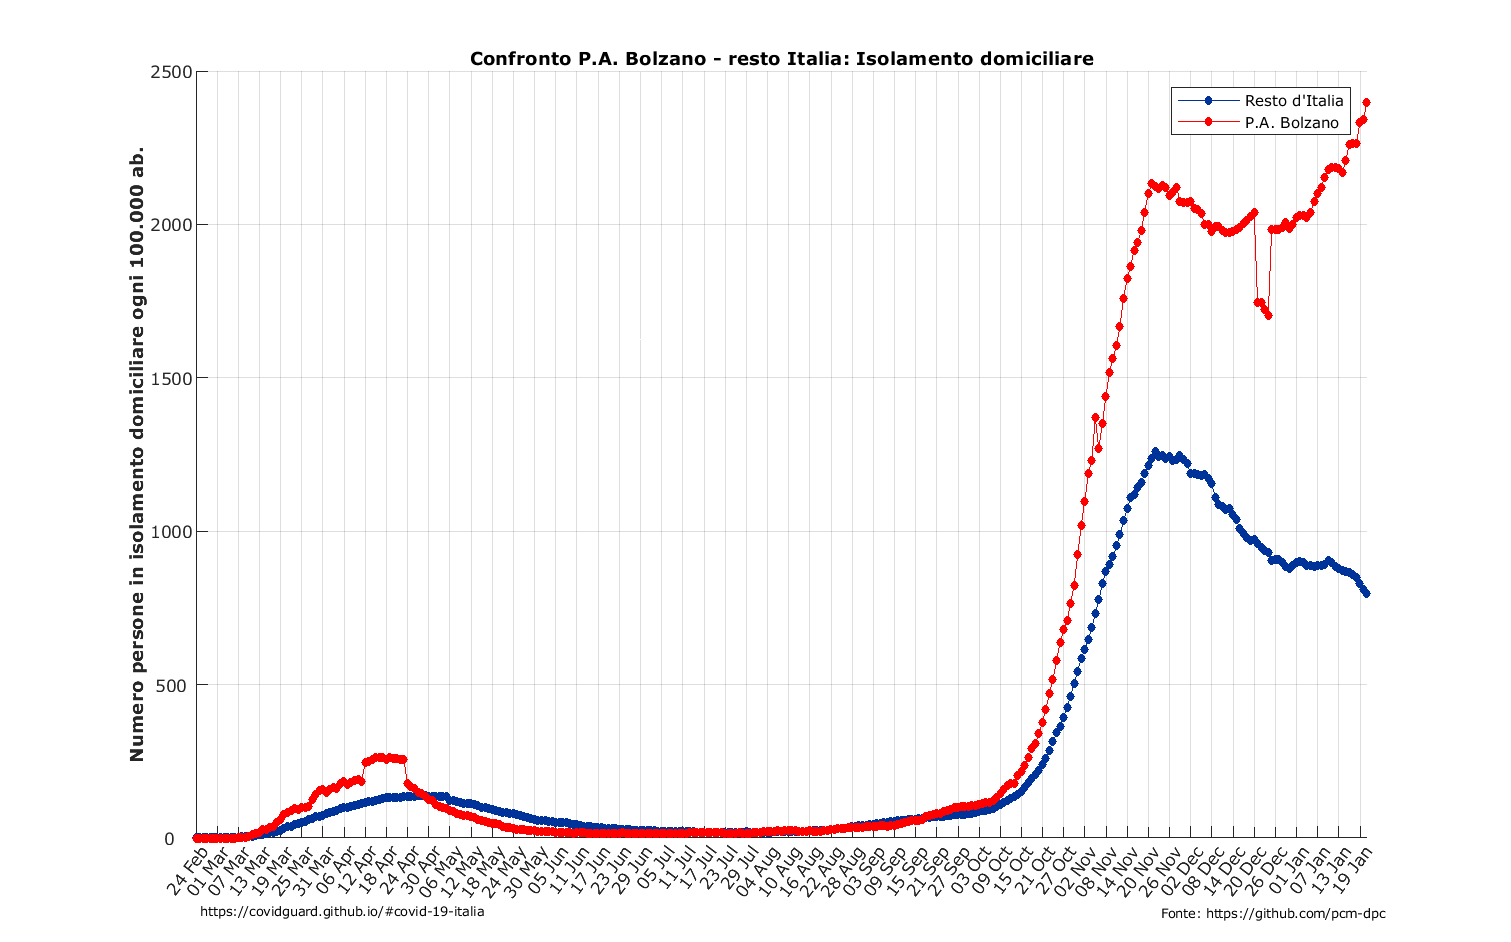 Confronto P.A. Bolzano - resto Italia: Isolamento domiciliare
Numero persone in isolamento domiciliare ogni 100.000 ab.
2500
2000
1500
1000
500
0
Resto d'Italia
P.A. Bolzano
24 Feb
01 Mar
07 Mar
13 Mar
19 Mar
25 Mar
31 Mar
06 Apr
12 Apr
18 Apr
24 Apr
30 Apr
06 May
12 May
18 May
24 May
30 May
05 Jun
11 Jun
17 Jun
23 Jun
29 Jun
05 Jul
11 Jul
17 Jul
23 Jul
29 Jul
04 Aug
10 Aug
16 Aug
22 Aug
28 Aug
03 Sep
09 Sep
15 Sep
21 Sep
27 Sep
03 Oct
09 Oct
15 Oct
21 Oct
27 Oct
02 Nov
08 Nov
14 Nov
20 Nov
26 Nov
02 Dec
08 Dec
14 Dec
20 Dec
26 Dec
01 Jan
07 Jan
13 Jan
19 Jan
https://covidguard.github.io/#covid-19-italia
Fonte: https://github.com/pcm-dpc